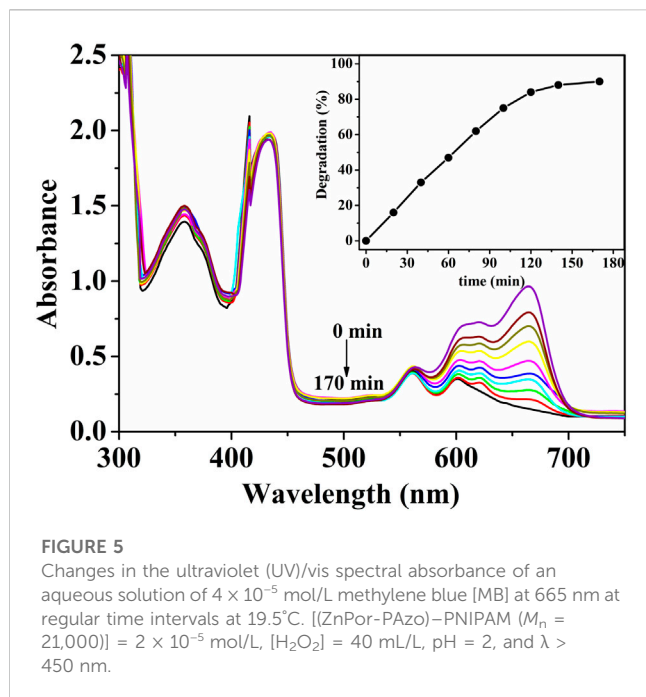 2.5
2.0
1.5
1.0
0.5
0.0
Absorbance
300 400 500 600 700
Wavelength (nm)
0 min
170 min
100
80
60
40
20
0
Degradation (%)
0 30 60 90 120 150 180
time (min)
FIGURE 5
Changes in the ultraviolet (UV)/vis spectral absorbance of an
aqueous solution of 4 × 10⁻⁵ mol/L methylene blue [MB] at 665 nm at
regular time intervals at 19.5°C. [(ZnPor-PAzo)–PNIPAM (Mₙ =
21,000)] = 2 × 10⁻⁵ mol/L, [H₂O₂] = 40 mL/L, pH = 2, and λ >
450 nm.